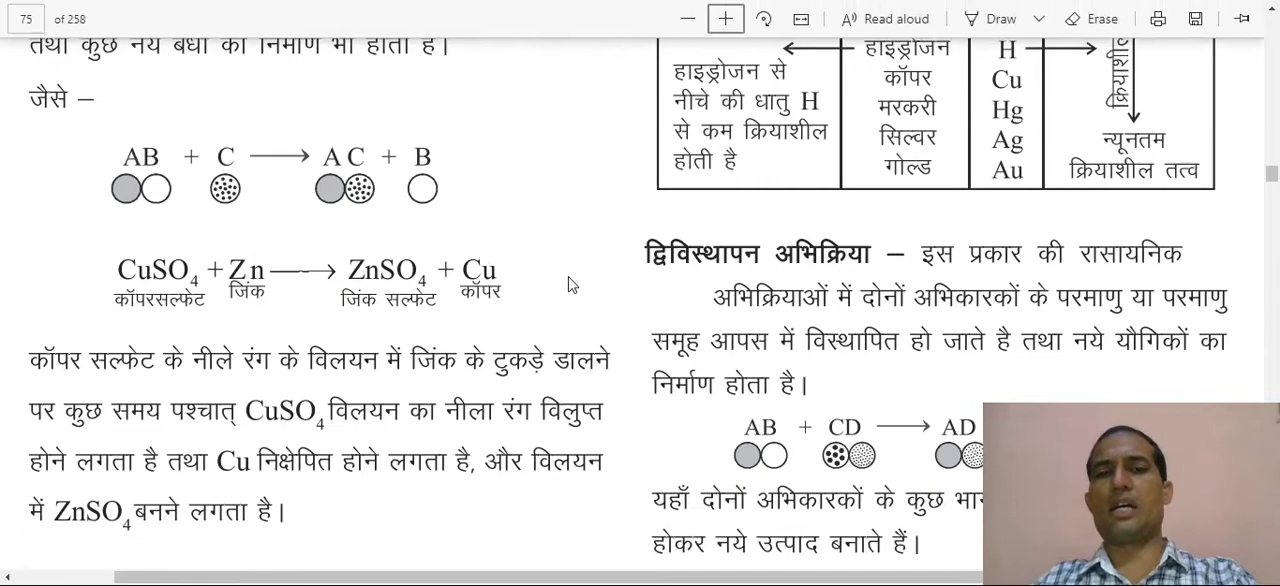 75 of 258
Read aloud
Draw
Erase
तथा कुछ नये बंधों का निर्माण भी होता है।
जैसे –
AB + C ⟶ A C + B
CuSO₄ + Zn ⟶ ZnSO₄ + Cu
कॉपरसल्फेट जिंक जिंक सल्फेट कॉपर
कॉपर सल्फेट के नीले रंग के विलयन में जिंक के टुकड़े डालने
पर कुछ समय पश्चात् CuSO₄ विलयन का नीला रंग विलुप्त
होने लगता है तथा Cu निक्षेपित होने लगता है, और विलयन
में ZnSO₄ बनने लगता है।
हाइड्रोजन से
नीचे की धातु H
से कम क्रियाशील
होती है
हाइड्रोजन H
कॉपर Cu
मरकरी Hg
सिल्वर Ag
गोल्ड Au
न्यूनतम
क्रियाशील तत्व
द्विविस्थापन अभिक्रिया – इस प्रकार की रासायनिक
अभिक्रियाओं में दोनों अभिकारकों के परमाणु या परमाणु
समूह आपस में विस्थापित हो जाते है तथा नये यौगिकों का
निर्माण होता है।
AB + CD ⟶ AD
यहाँ दोनों अभिकारकों के कुछ
होकर नये उत्पाद बनाते हैं।